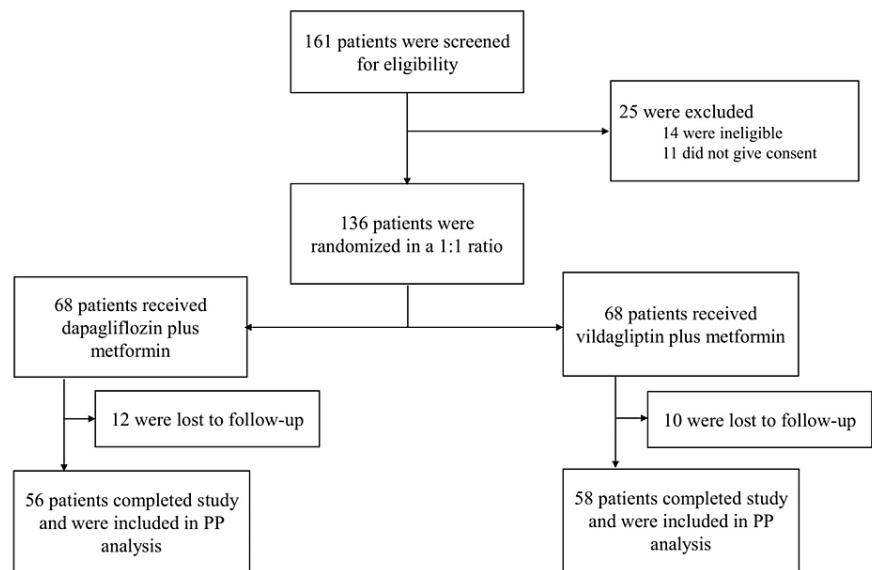 161 patients were screened
for eligibility
25 were excluded
14 were ineligible
11 did not give consent
136 patients were
randomized in a 1:1 ratio
68 patients received
dapagliflozin plus
metformin
68 patients received
vildagliptin plus metformin
12 were lost to follow-up
10 were lost to follow-up
56 patients completed study
and were included in PP
analysis
58 patients completed study
and were included in PP
analysis